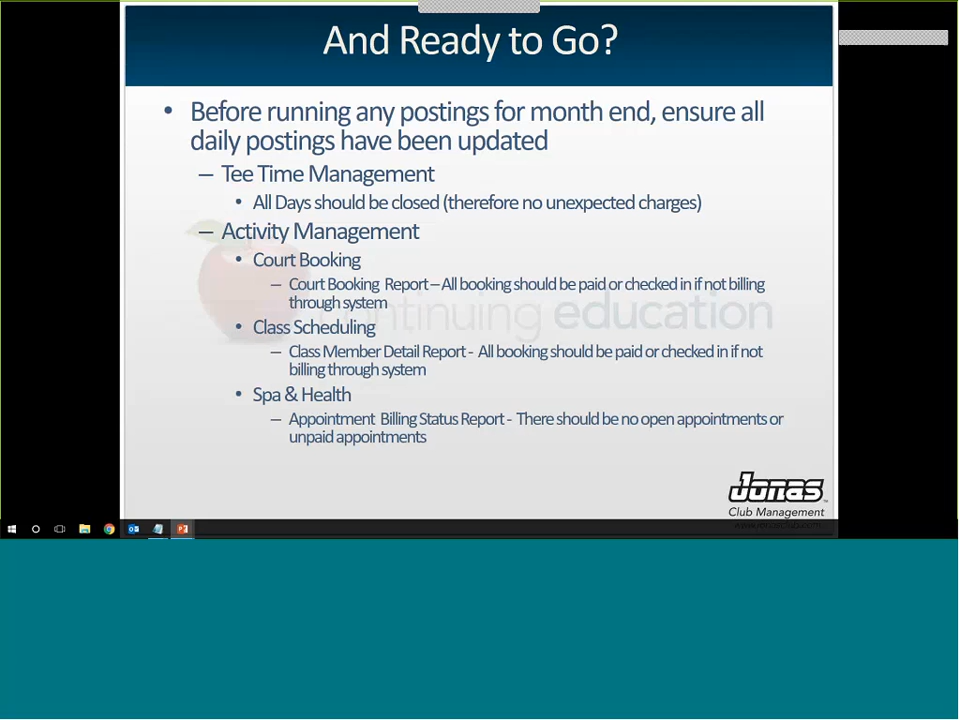 And Ready to Go?
• Before running any postings for month end, ensure all
daily postings have been updated
– Tee Time Management
• All Days should be closed (therefore no unexpected charges)
– Activity Management
• Court Booking
– Court Booking Report – All booking should be paid or checked in if not billing
through system
continuing education
• Class Scheduling
– Class Member Detail Report - All booking should be paid or checked in if not
billing through system
• Spa & Health
– Appointment Billing Status Report - There should be no open appointments or
unpaid appointments
Jonas
Club Management